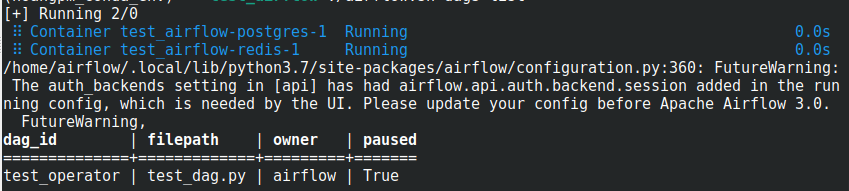 [+] Running 2/0
⠿ Container test_airflow-postgres-1  Running 0.0s
⠿ Container test_airflow-redis-1     Running 0.0s
/home/airflow/.local/lib/python3.7/site-packages/airflow/configuration.py:360: FutureWarning:
 The auth_backends setting in [api] has had airflow.api.auth.backend.session added in the run
ning config, which is needed by the UI. Please update your config before Apache Airflow 3.0.
  FutureWarning,
dag_id        | filepath    | owner   | paused
==============+=============+=========+=======
test_operator | test_dag.py | airflow | True